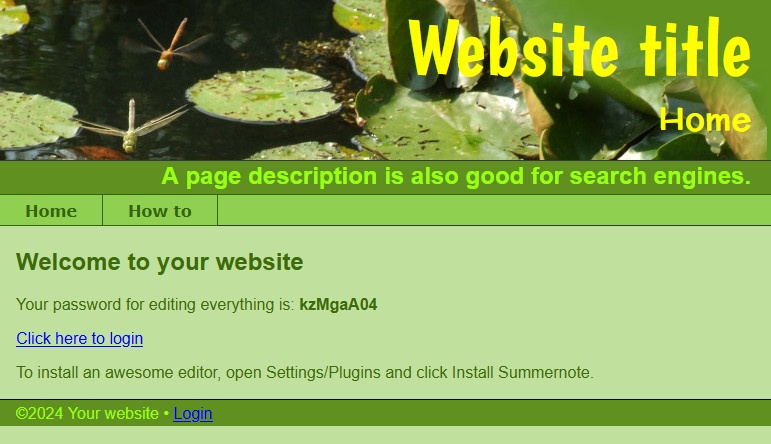 Website title
Home
A page description is also good for search engines.
Home How to
Welcome to your website
Your password for editing everything is: kzMgaA04
Click here to login
To install an awesome editor, open Settings/Plugins and click Install Summernote.
©2024 Your website • Login